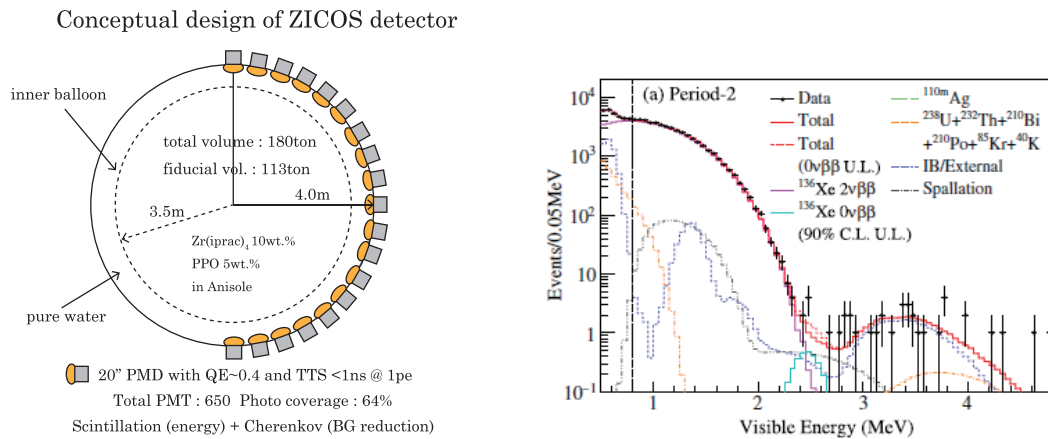 Conceptual design of ZICOS detector
inner balloon
total volume : 180ton
fiducial vol. : 113ton
4.0m
3.5m
Zr(iprac)₄ 10wt.%
PPO 5wt.%
in Anisole
pure water
20" PMD with QE~0.4 and TTS <1ns @ 1pe
Total PMT : 650 Photo coverage : 64%
Scintillation (energy) + Cherenkov (BG reduction)
(a) Period-2
Data
Total
Total
(0νββ U.L.)
¹³⁶Xe 2νββ
¹³⁶Xe 0νββ
(90% C.L. U.L.)
¹¹⁰ᵐAg
²³⁸U+²³²Th+²¹⁰Bi
+²¹⁰Po+⁸⁵Kr+⁴⁰K
IB/External
Spallation
Events/0.05MeV
10⁴
10³
10²
10
1
10⁻¹
1 2 3 4
Visible Energy (MeV)